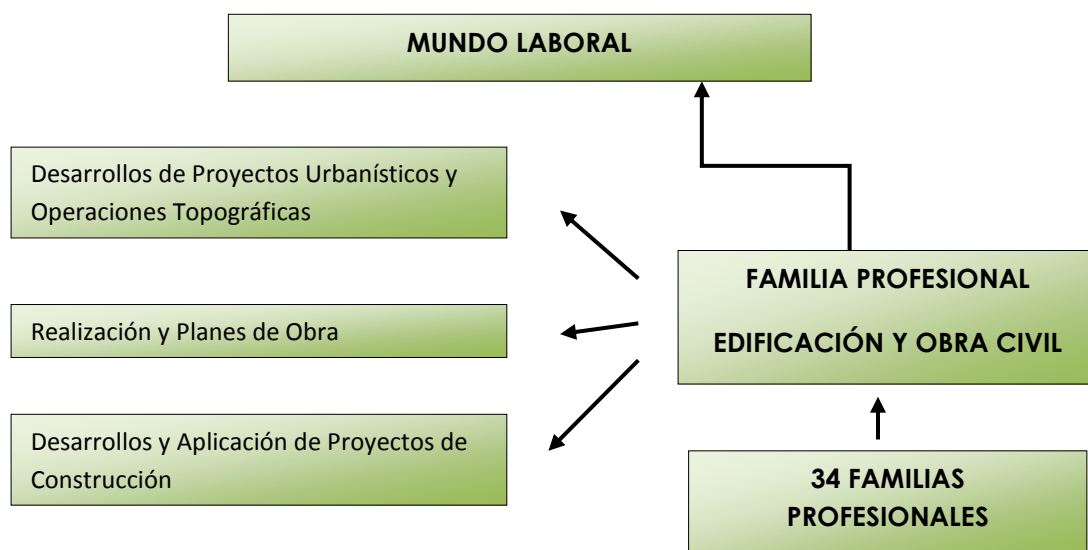 MUNDO LABORAL
Desarrollos de Proyectos Urbanísticos y
Operaciones Topográficas
Realización y Planes de Obra
Desarrollos y Aplicación de Proyectos de
Construcción
FAMILIA PROFESIONAL
EDIFICACIÓN Y OBRA CIVIL
34 FAMILIAS
PROFESIONALES